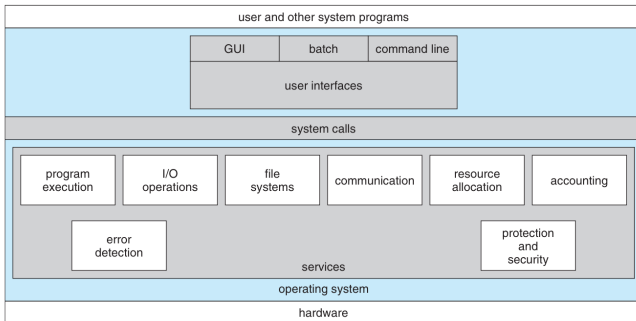 user and other system programs
GUI
batch
command line
user interfaces
system calls
program
execution
I/O
operations
file
systems
communication
resource
allocation
accounting
error
detection
protection
and
security
services
operating system
hardware